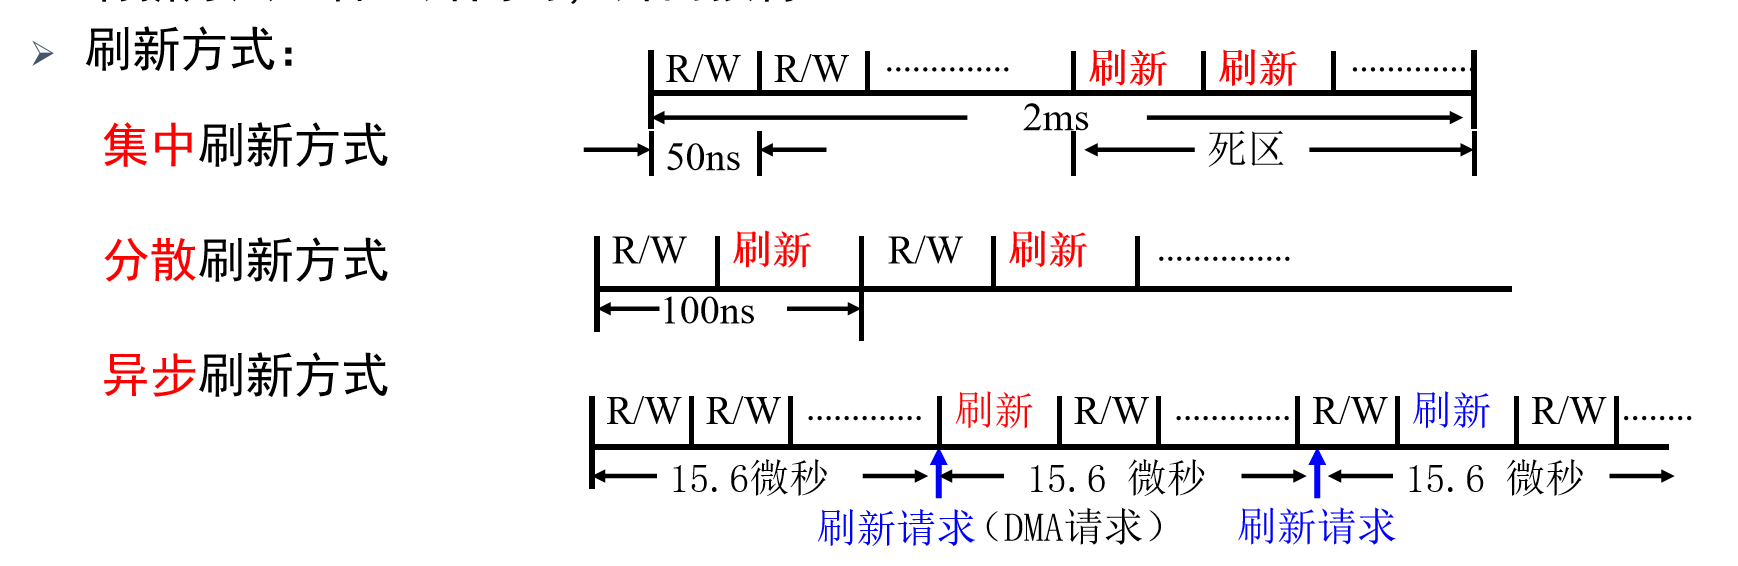 刷新方式：
R/W R/W .............. 刷新 刷新 ..............
2ms
集中刷新方式
50ns 死区
分散刷新方式
R/W 刷新 R/W 刷新 ...............
100ns
异步刷新方式
R/W R/W ............. 刷新 R/W ............. R/W 刷新 R/W ........
15.6微秒 15.6 微秒 15.6 微秒
刷新请求（DMA请求） 刷新请求